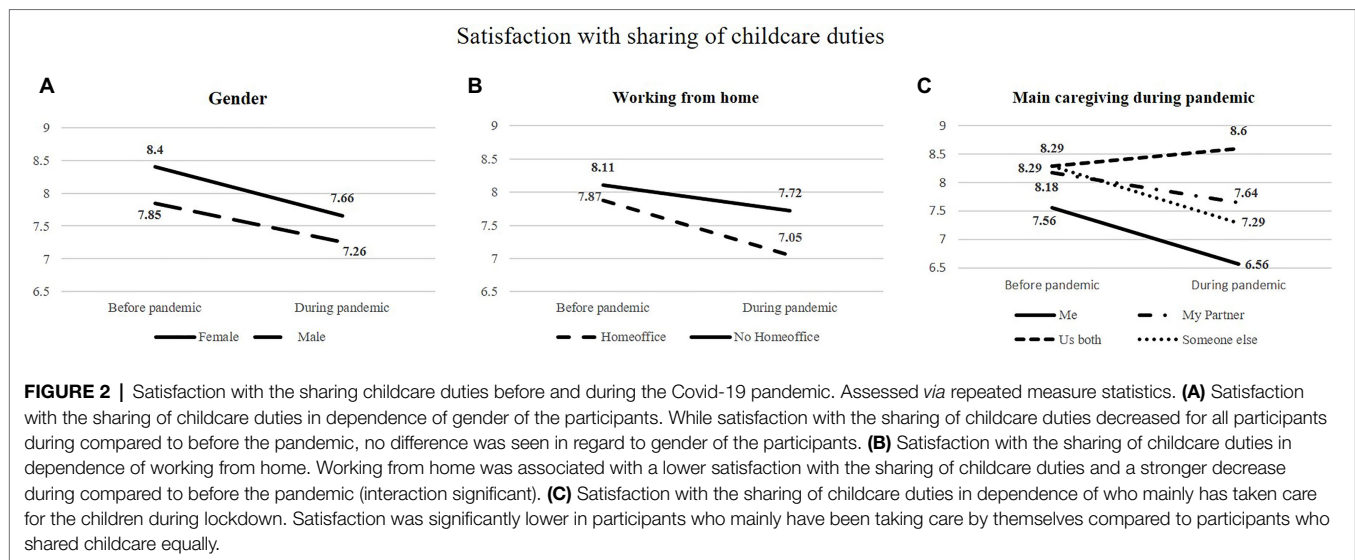 Satisfaction with sharing of childcare duties
A
Gender
9
8.5
8
7.5
7
6.5
8.4
7.66
7.85
7.26
Before pandemic During pandemic
Female Male
B
Working from home
9
8.5
8
7.5
7
6.5
8.11
7.72
7.87
7.05
Before pandemic During pandemic
Homeoffice No Homeoffice
C
Main caregiving during pandemic
9
8.5
8
7.5
7
6.5
8.29
8.6
8.29
8.18
7.64
7.29
7.56
6.56
Before pandemic During pandemic
Me My Partner
Us both Someone else
FIGURE 2 | Satisfaction with the sharing childcare duties before and during the Covid-19 pandemic. Assessed via repeated measure statistics. (A) Satisfaction
with the sharing of childcare duties in dependence of gender of the participants. While satisfaction with the sharing of childcare duties decreased for all participants
during compared to before the pandemic, no difference was seen in regard to gender of the participants. (B) Satisfaction with the sharing of childcare duties in
dependence of working from home. Working from home was associated with a lower satisfaction with the sharing of childcare duties and a stronger decrease
during compared to before the pandemic (interaction significant). (C) Satisfaction with the sharing of childcare duties in dependence of who mainly has taken care
for the children during lockdown. Satisfaction was significantly lower in participants who mainly have been taking care by themselves compared to participants who
shared childcare equally.